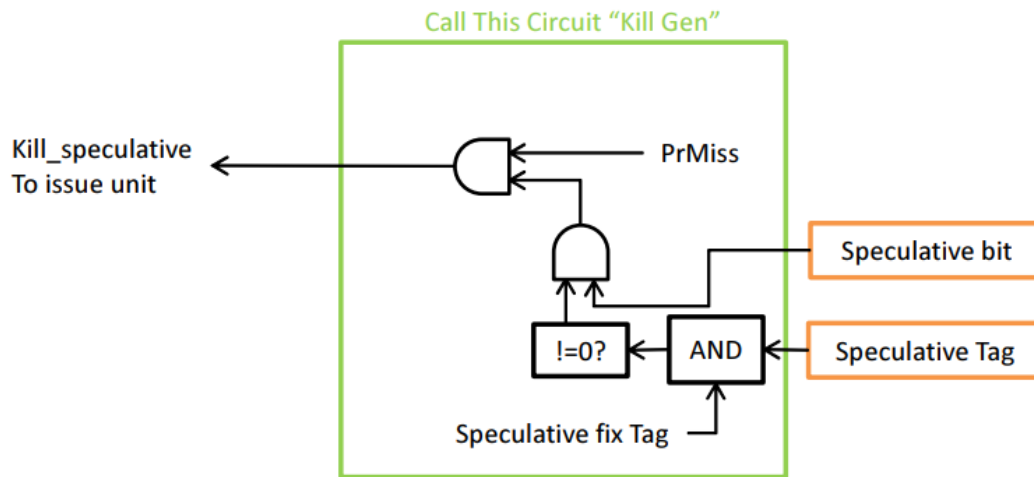 Call This Circuit “Kill Gen”
Kill_speculative
To issue unit
PrMiss
Speculative bit
!=0?
AND
Speculative Tag
Speculative fix Tag